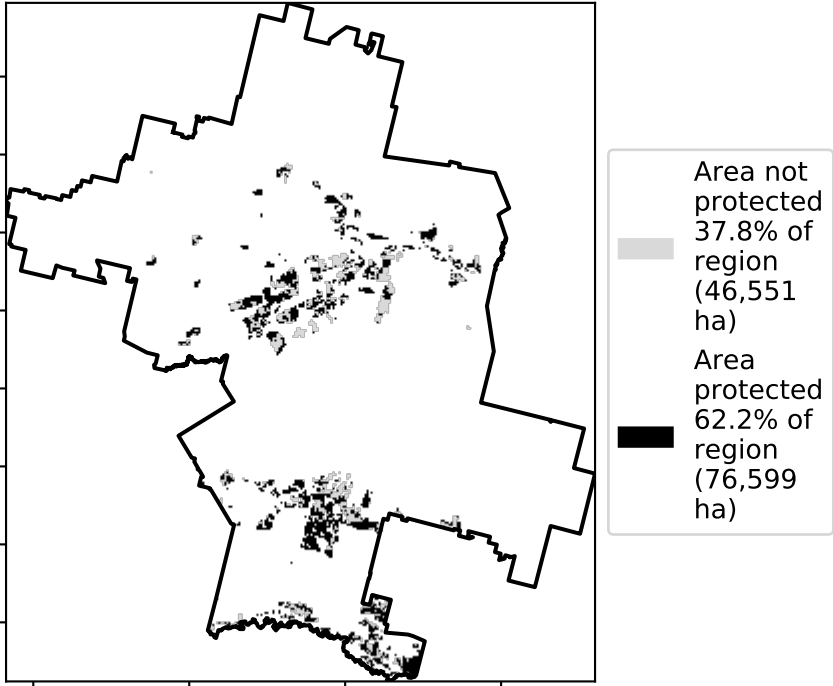 Area not
protected
37.8% of
region
(46,551
ha)
Area
protected
62.2% of
region
(76,599
ha)